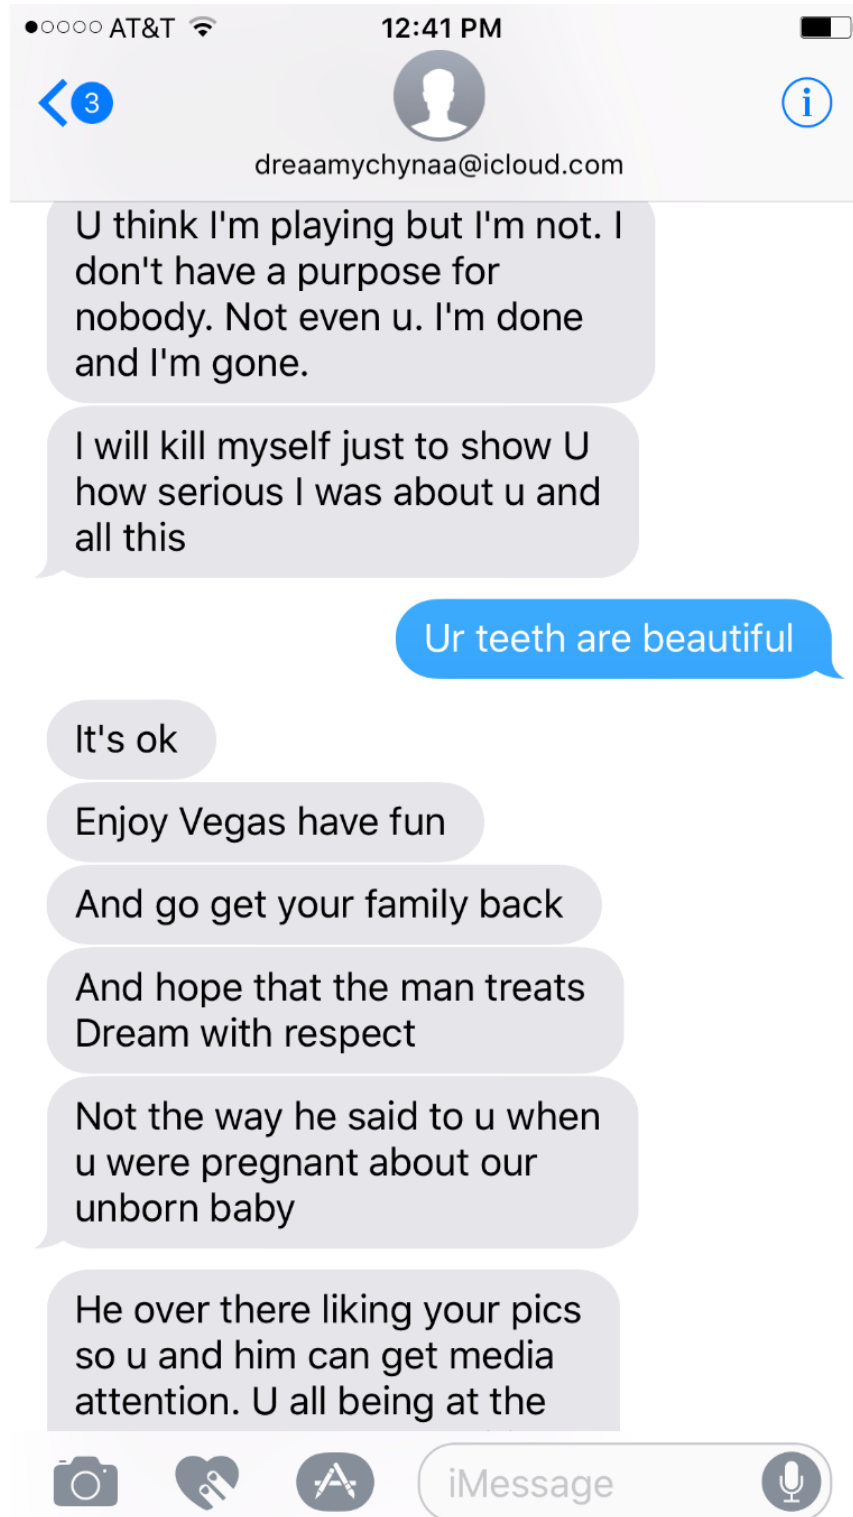 AT&T 12:41 PM
3
dreaamychynaa@icloud.com
U think I'm playing but I'm not. I
don't have a purpose for
nobody. Not even u. I'm done
and I'm gone.
I will kill myself just to show U
how serious I was about u and
all this
Ur teeth are beautiful
It's ok
Enjoy Vegas have fun
And go get your family back
And hope that the man treats
Dream with respect
Not the way he said to u when
u were pregnant about our
unborn baby
He over there liking your pics
so u and him can get media
attention. U all being at the
iMessage